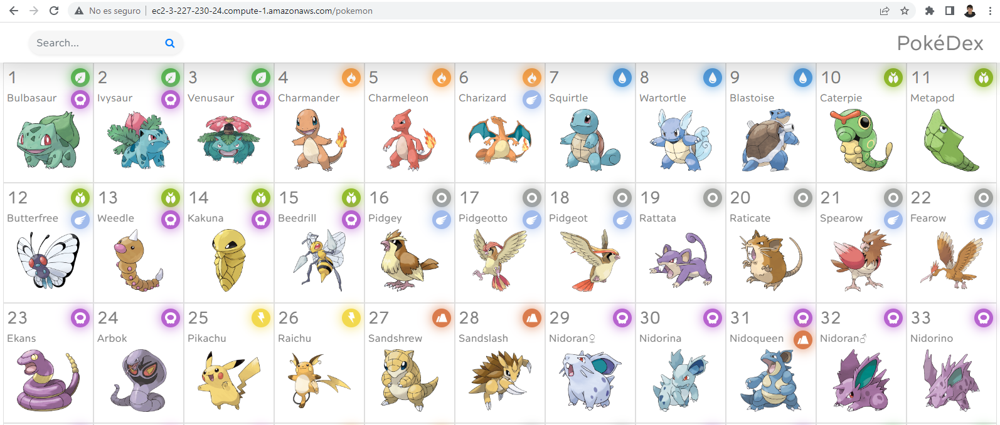 No es seguro | ec2-3-227-230-24.compute-1.amazonaws.com/pokemon
Search...
PokéDex
1 2 3 4 5 6 7 8 9 10 11
Bulbasaur Ivysaur Venusaur Charmander Charmeleon Charizard Squirtle Wartortle Blastoise Caterpie Metapod
12 13 14 15 16 17 18 19 20 21 22
Butterfree Weedle Kakuna Beedrill Pidgey Pidgeotto Pidgeot Rattata Raticate Spearow Fearow
23 24 25 26 27 28 29 30 31 32 33
Ekans Arbok Pikachu Raichu Sandshrew Sandslash Nidoran♀ Nidorina Nidoqueen Nidoran♂ Nidorino